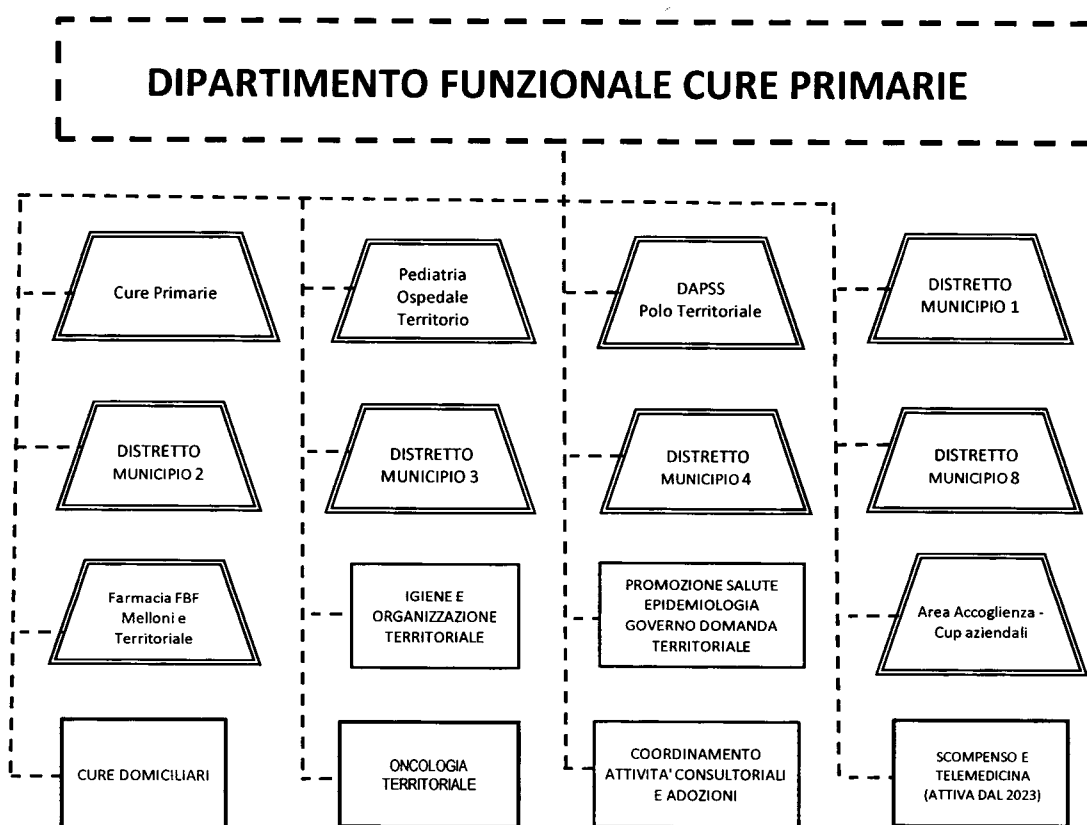 DIPARTIMENTO FUNZIONALE CURE PRIMARIE
Cure Primarie
Pediatria
Ospedale
Territorio
DAPSS
Polo Territoriale
DISTRETTO
MUNICIPIO 1
DISTRETTO
MUNICIPIO 2
DISTRETTO
MUNICIPIO 3
DISTRETTO
MUNICIPIO 4
DISTRETTO
MUNICIPIO 8
Farmacia FBF
Melloni e
Territoriale
IGIENE E
ORGANIZZAZIONE
TERRITORIALE
PROMOZIONE SALUTE
EPIDEMIOLOGIA
GOVERNO DOMANDA
TERRITORIALE
Area Accoglienza -
Cup aziendali
CURE DOMICILIARI
ONCOLOGIA
TERRITORIALE
COORDINAMENTO
ATTIVITA' CONSULTORIALI
E ADOZIONI
SCOMPENSO E
TELEMEDICINA
(ATTIVA DAL 2023)